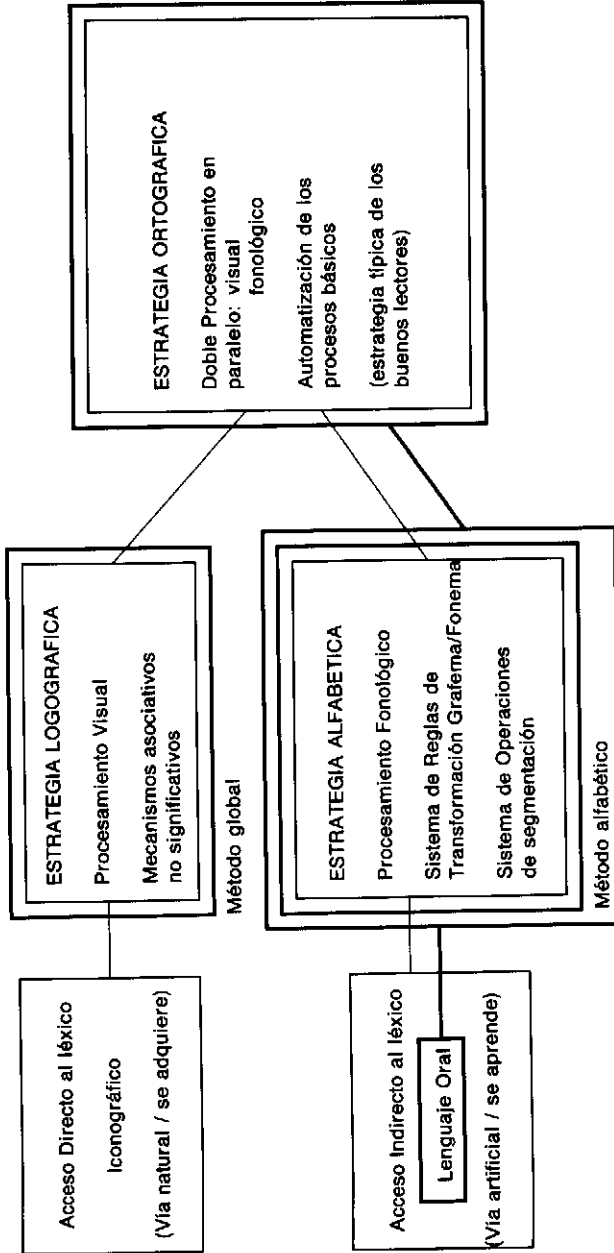 Acceso Directo al léxico
Iconográfico
(Vía natural / se adquiere)
ESTRATEGIA LOGOGRAFICA
Procesamiento Visual
Mecanismos asociativos
no significativos
Método global
Acceso Indirecto al léxico
Lenguaje Oral
(Vía artificial / se aprende)
ESTRATEGIA ALFABETICA
Procesamiento Fonológico
Sistema de Reglas de
Transformación Grafema/Fonema
Sistema de Operaciones
de segmentación
Método alfabético
ESTRATEGIA ORTOGRAFICA
Doble Procesamiento en
paralelo: visual
fonológico
Automatización de los
procesos básicos
(estrategia típica de los
buenos lectores)